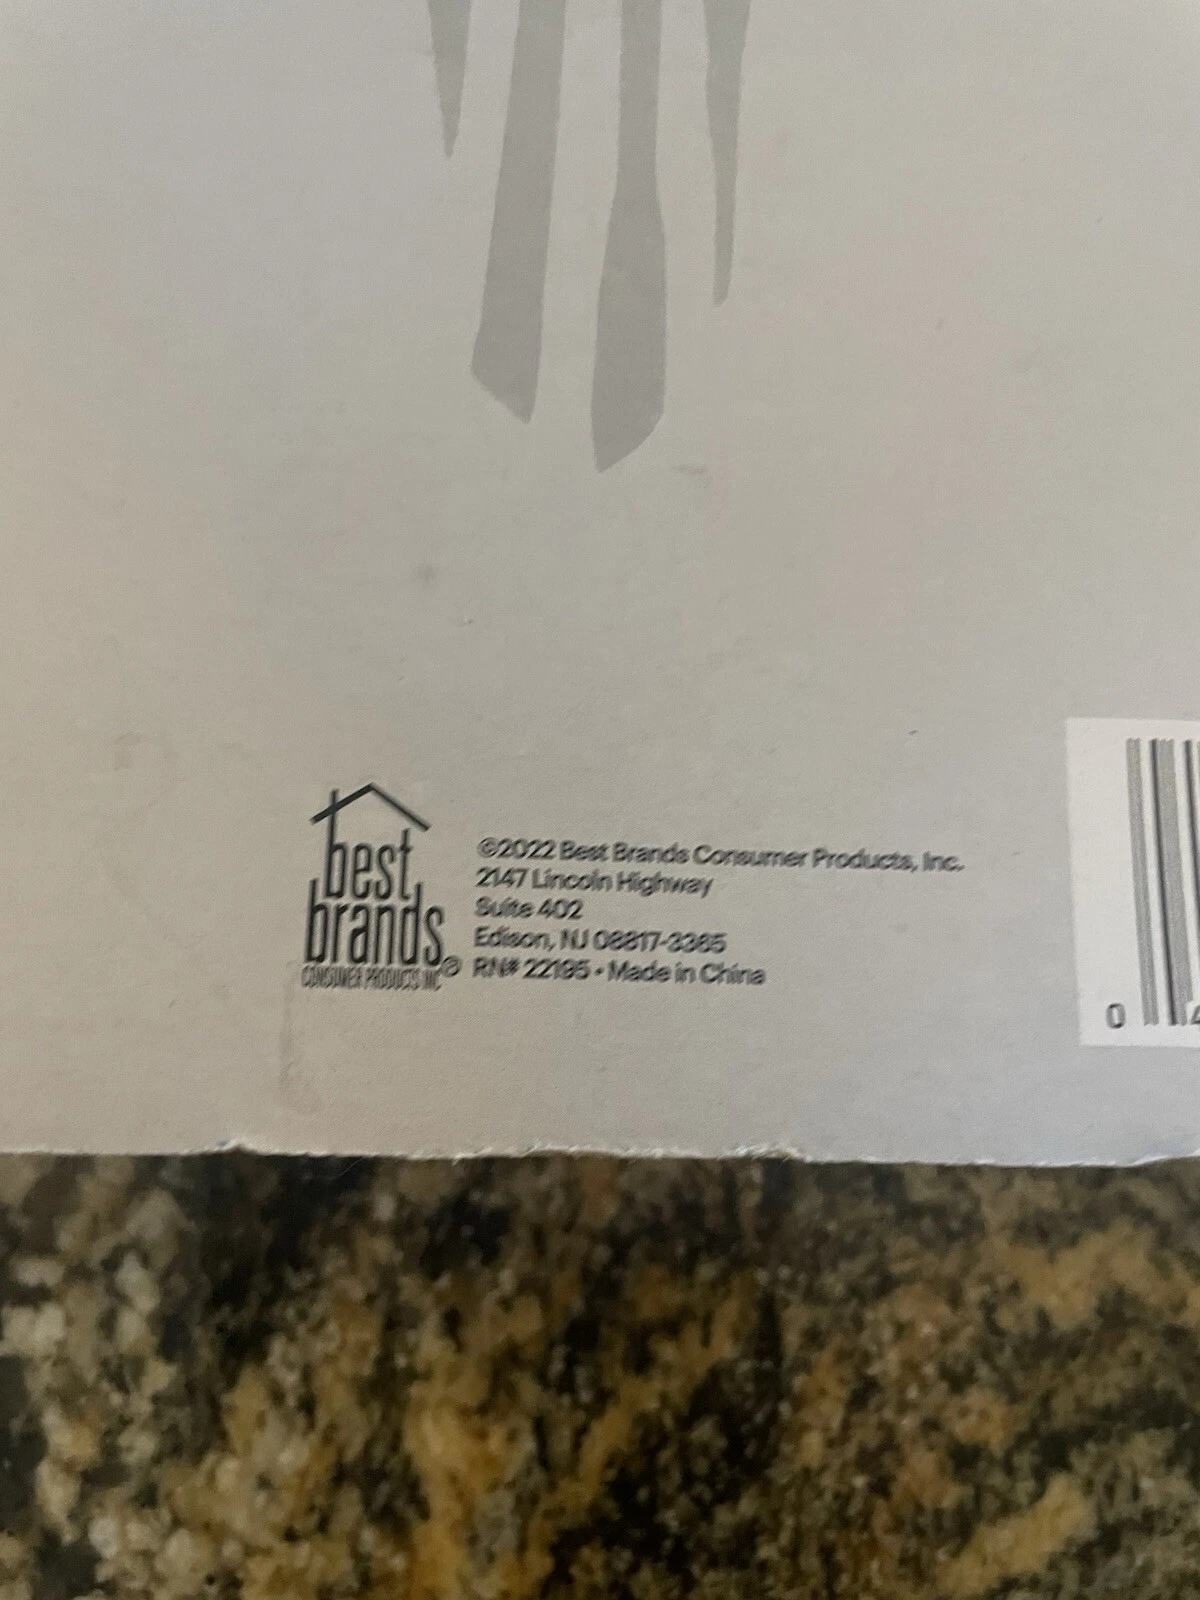 best
brands
CONSUMER PRODUCTS INC
®
©2022 Best Brands Consumer Products, Inc.
2147 Lincoln Highway
Suite 402
Edison, NJ 08817-3365
RN# 22195 • Made in China
0